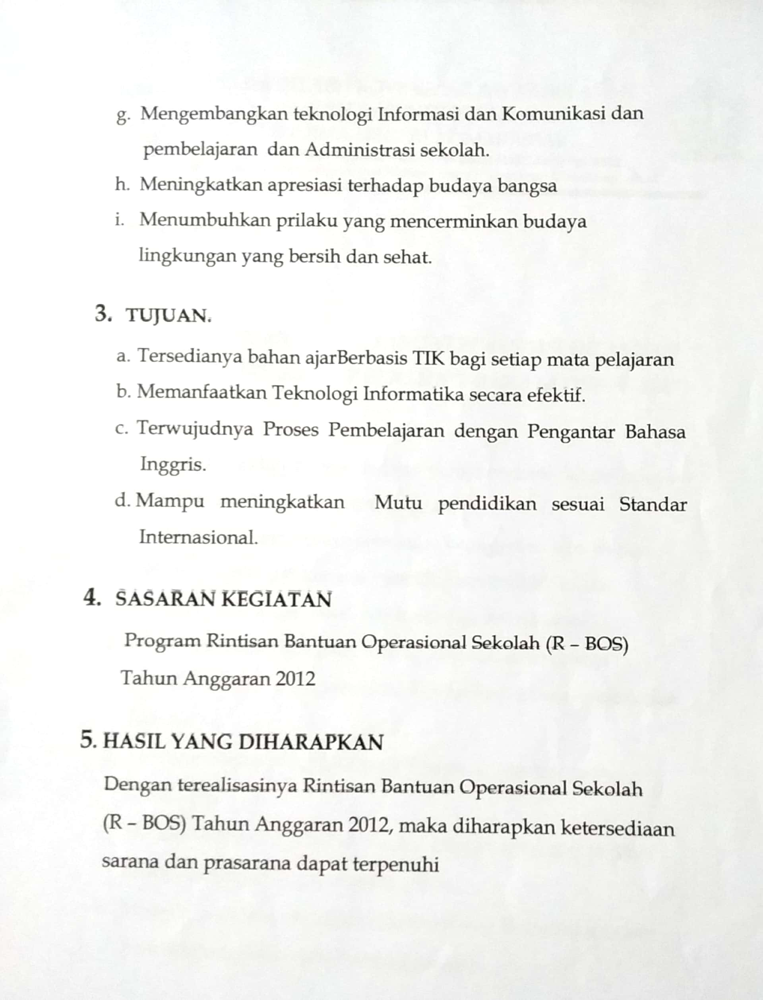 g. Mengembangkan teknologi Informasi dan Komunikasi dan
pembelajaran dan Administrasi sekolah.
h. Meningkatkan apresiasi terhadap budaya bangsa
i. Menumbuhkan prilaku yang mencerminkan budaya
lingkungan yang bersih dan sehat.
3. TUJUAN.
a. Tersedianya bahan ajarBerbasis TIK bagi setiap mata pelajaran
b. Memanfaatkan Teknologi Informatika secara efektif.
c. Terwujudnya Proses Pembelajaran dengan Pengantar Bahasa
Inggris.
d. Mampu meningkatkan Mutu pendidikan sesuai Standar
Internasional.
4. SASARAN KEGIATAN
Program Rintisan Bantuan Operasional Sekolah (R – BOS)
Tahun Anggaran 2012
5. HASIL YANG DIHARAPKAN
Dengan terealisasinya Rintisan Bantuan Operasional Sekolah
(R – BOS) Tahun Anggaran 2012, maka diharapkan ketersediaan
sarana dan prasarana dapat terpenuhi